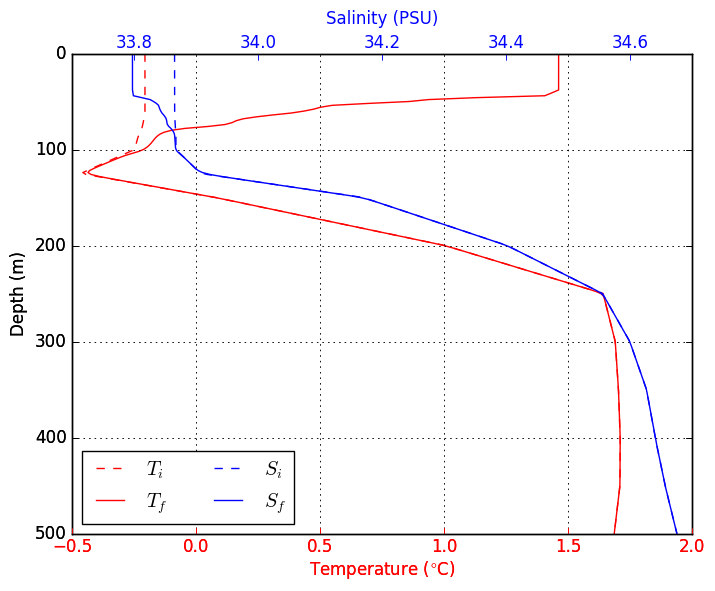 Salinity (PSU)
33.8 34.0 34.2 34.4 34.6
0
100
200
300
400
500
Depth (m)
T_i S_i
T_f S_f
−0.5 0.0 0.5 1.0 1.5 2.0
Temperature (°C)